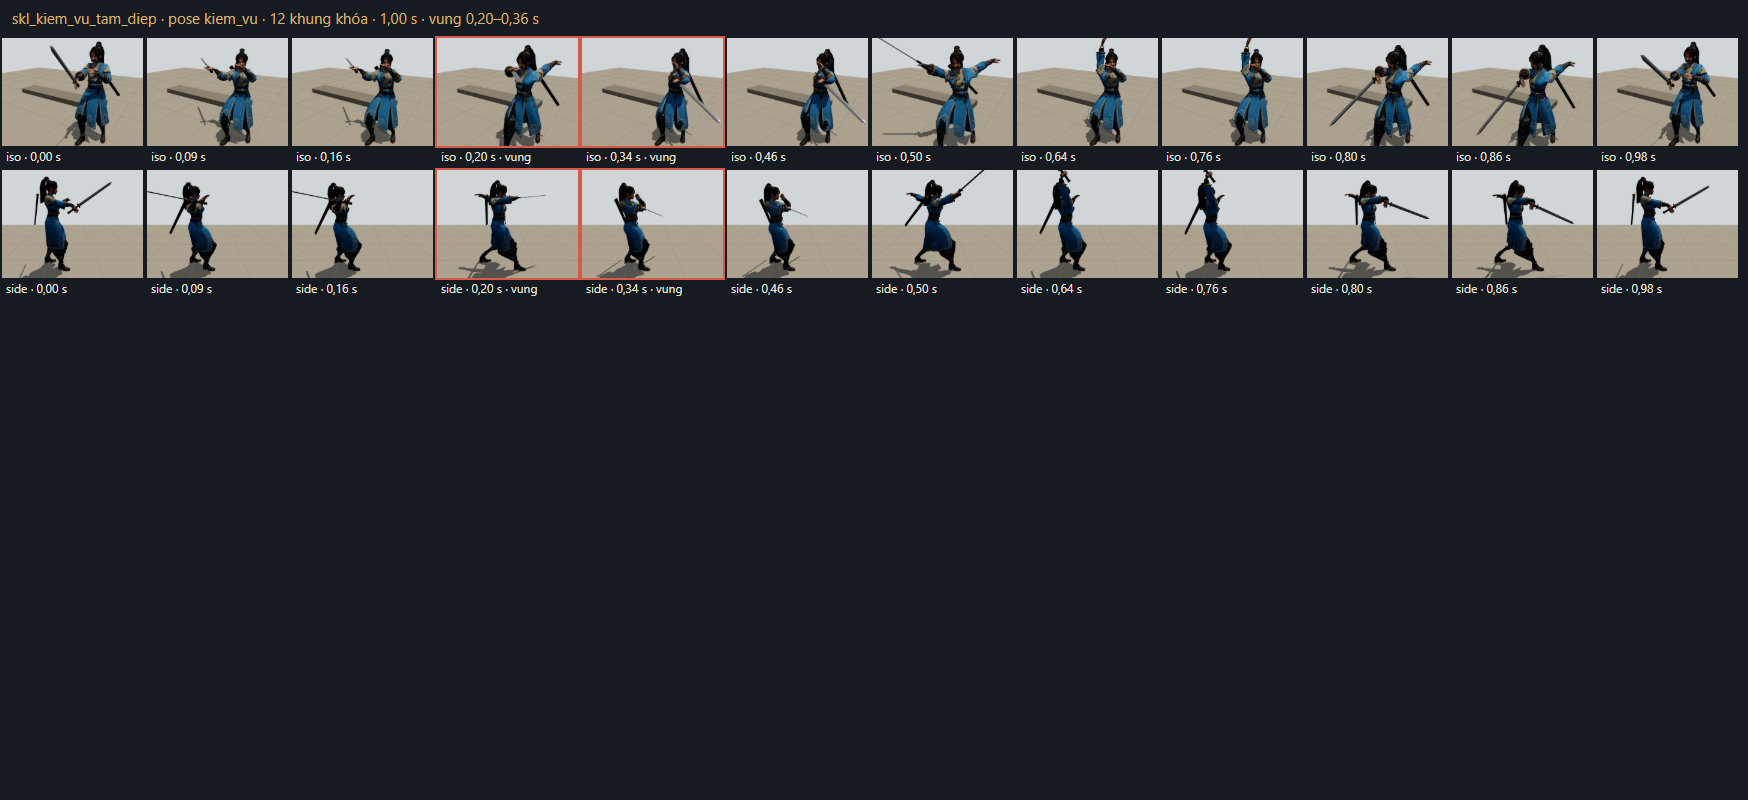 skl_kiem_vu_tam_diep · pose kiem_vu · 12 khung khóa · 1,00 s · vung 0,20–0,36 s
iso · 0,00 s
iso · 0,09 s
iso · 0,16 s
iso · 0,20 s · vung
iso · 0,34 s · vung
iso · 0,46 s
iso · 0,50 s
iso · 0,64 s
iso · 0,76 s
iso · 0,80 s
iso · 0,86 s
iso · 0,98 s
side · 0,00 s
side · 0,09 s
side · 0,16 s
side · 0,20 s · vung
side · 0,34 s · vung
side · 0,46 s
side · 0,50 s
side · 0,64 s
side · 0,76 s
side · 0,80 s
side · 0,86 s
side · 0,98 s